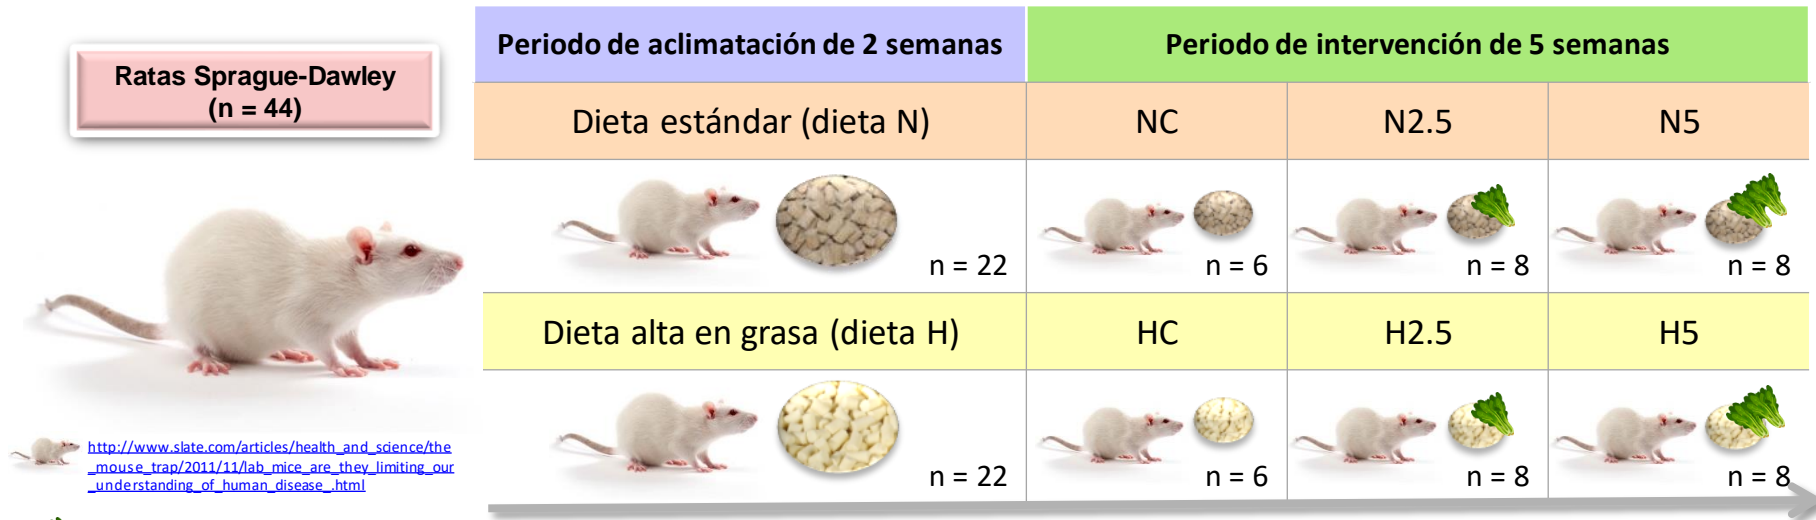 Ratas Sprague-Dawley
(n = 44)
Periodo de aclimatación de 2 semanas
Periodo de intervención de 5 semanas
Dieta estándar (dieta N)
NC
N2.5
N5
n = 22
n = 6
n = 8
n = 8
Dieta alta en grasa (dieta H)
HC
H2.5
H5
n = 22
n = 6
n = 8
n = 8
http://www.slate.com/articles/health_and_science/the
_mouse_trap/2011/11/lab_mice_are_they_limiting_our
_understanding_of_human_disease_.html